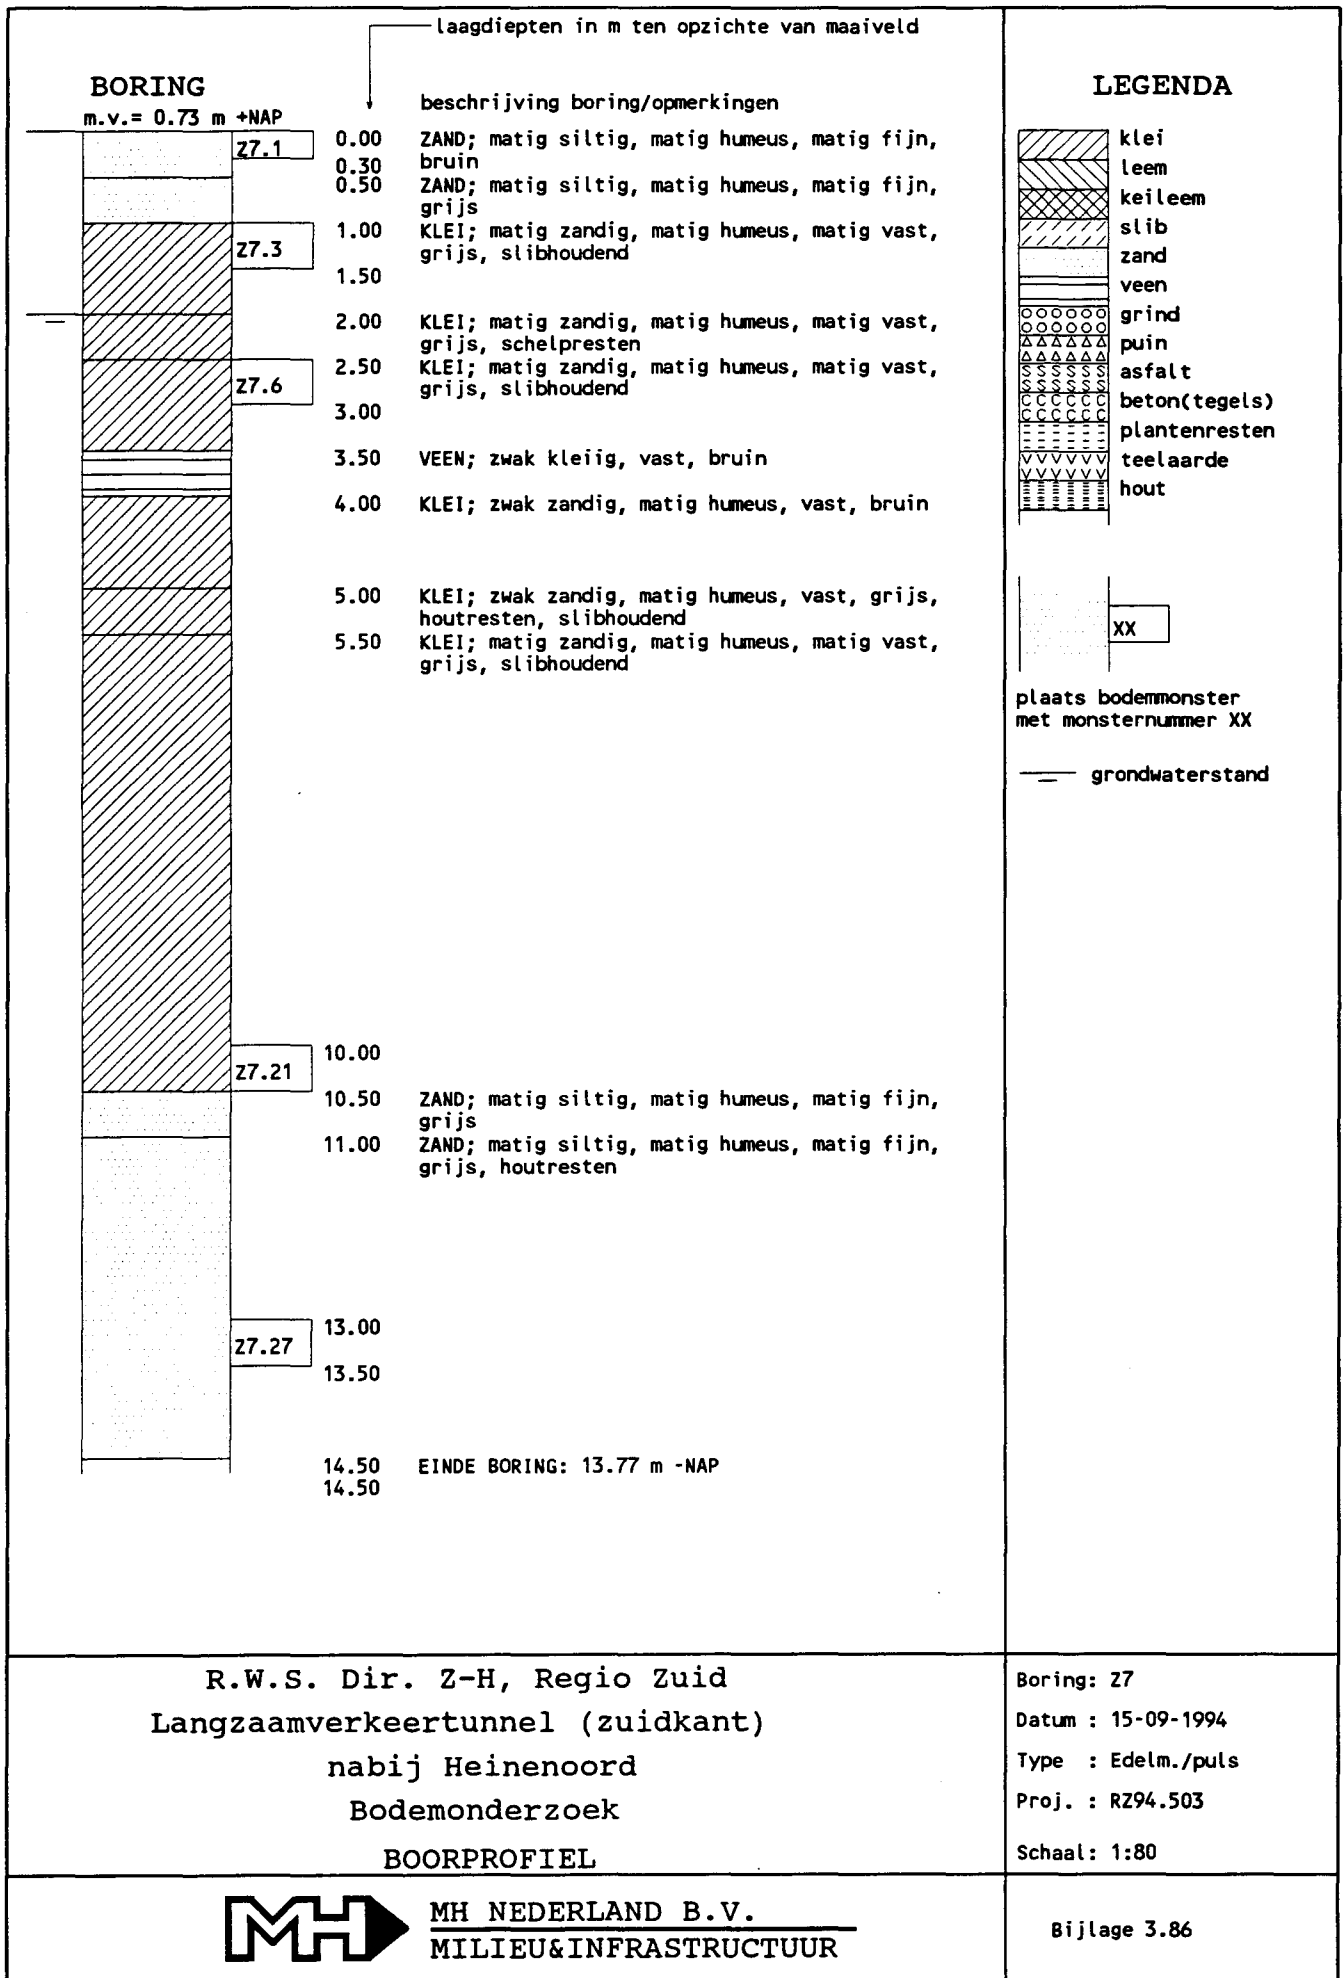 laagdiepten in m ten opzichte van maaiveld
BORING
m.v.= 0.73 m +NAP
beschrijving boring/opmerkingen
Z7.1
0.00 ZAND; matig siltig, matig humeus, matig fijn,
0.30 bruin
0.50 ZAND; matig siltig, matig humeus, matig fijn,
grijs
Z7.3
1.00 KLEI; matig zandig, matig humeus, matig vast,
grijs, slibhoudend
1.50
2.00 KLEI; matig zandig, matig humeus, matig vast,
grijs, schelpresten
Z7.6
2.50 KLEI; matig zandig, matig humeus, matig vast,
grijs, slibhoudend
3.00
3.50 VEEN; zwak kleiig, vast, bruin
4.00 KLEI; zwak zandig, matig humeus, vast, bruin
5.00 KLEI; zwak zandig, matig humeus, vast, grijs,
houtresten, slibhoudend
5.50 KLEI; matig zandig, matig humeus, matig vast,
grijs, slibhoudend
10.00
Z7.21
10.50 ZAND; matig siltig, matig humeus, matig fijn,
grijs
11.00 ZAND; matig siltig, matig humeus, matig fijn,
grijs, houtresten
13.00
Z7.27
13.50
14.50 EINDE BORING: 13.77 m -NAP
14.50
LEGENDA
klei
leem
keileem
slib
zand
veen
grind
puin
asfalt
beton(tegels)
plantenresten
teelaarde
hout
XX
plaats bodemmonster
met monsternummer XX
grondwaterstand
R.W.S. Dir. Z-H, Regio Zuid
Langzaamverkeertunnel (zuidkant)
nabij Heinenoord
Bodemonderzoek
BOORPROFIEL
Boring: Z7
Datum : 15-09-1994
Type : Edelm./puls
Proj. : RZ94.503
Schaal: 1:80
MH
MH NEDERLAND B.V.
MILIEU&INFRASTRUCTUUR
Bijlage 3.86